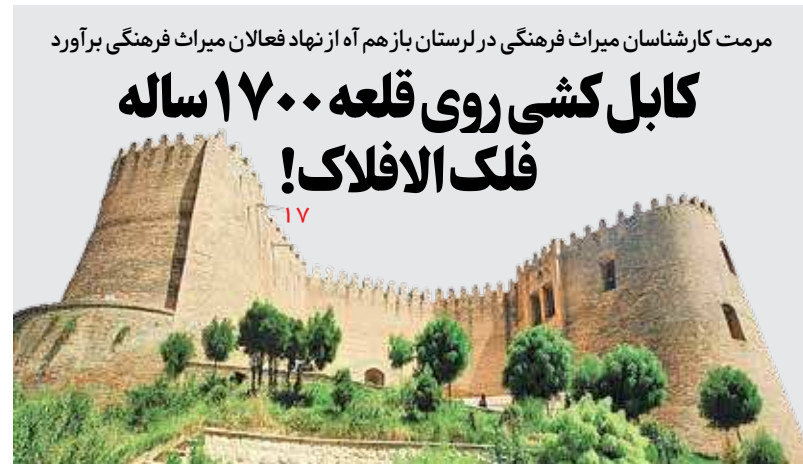 مرمت کارشناسان میراث فرهنگی در لرستان باز هم آه از نهاد فعالان میراث فرهنگی برآورد
کابل کشی روی قلعه ۱۷۰۰ ساله
فلک‌الافلاک!
۱۷